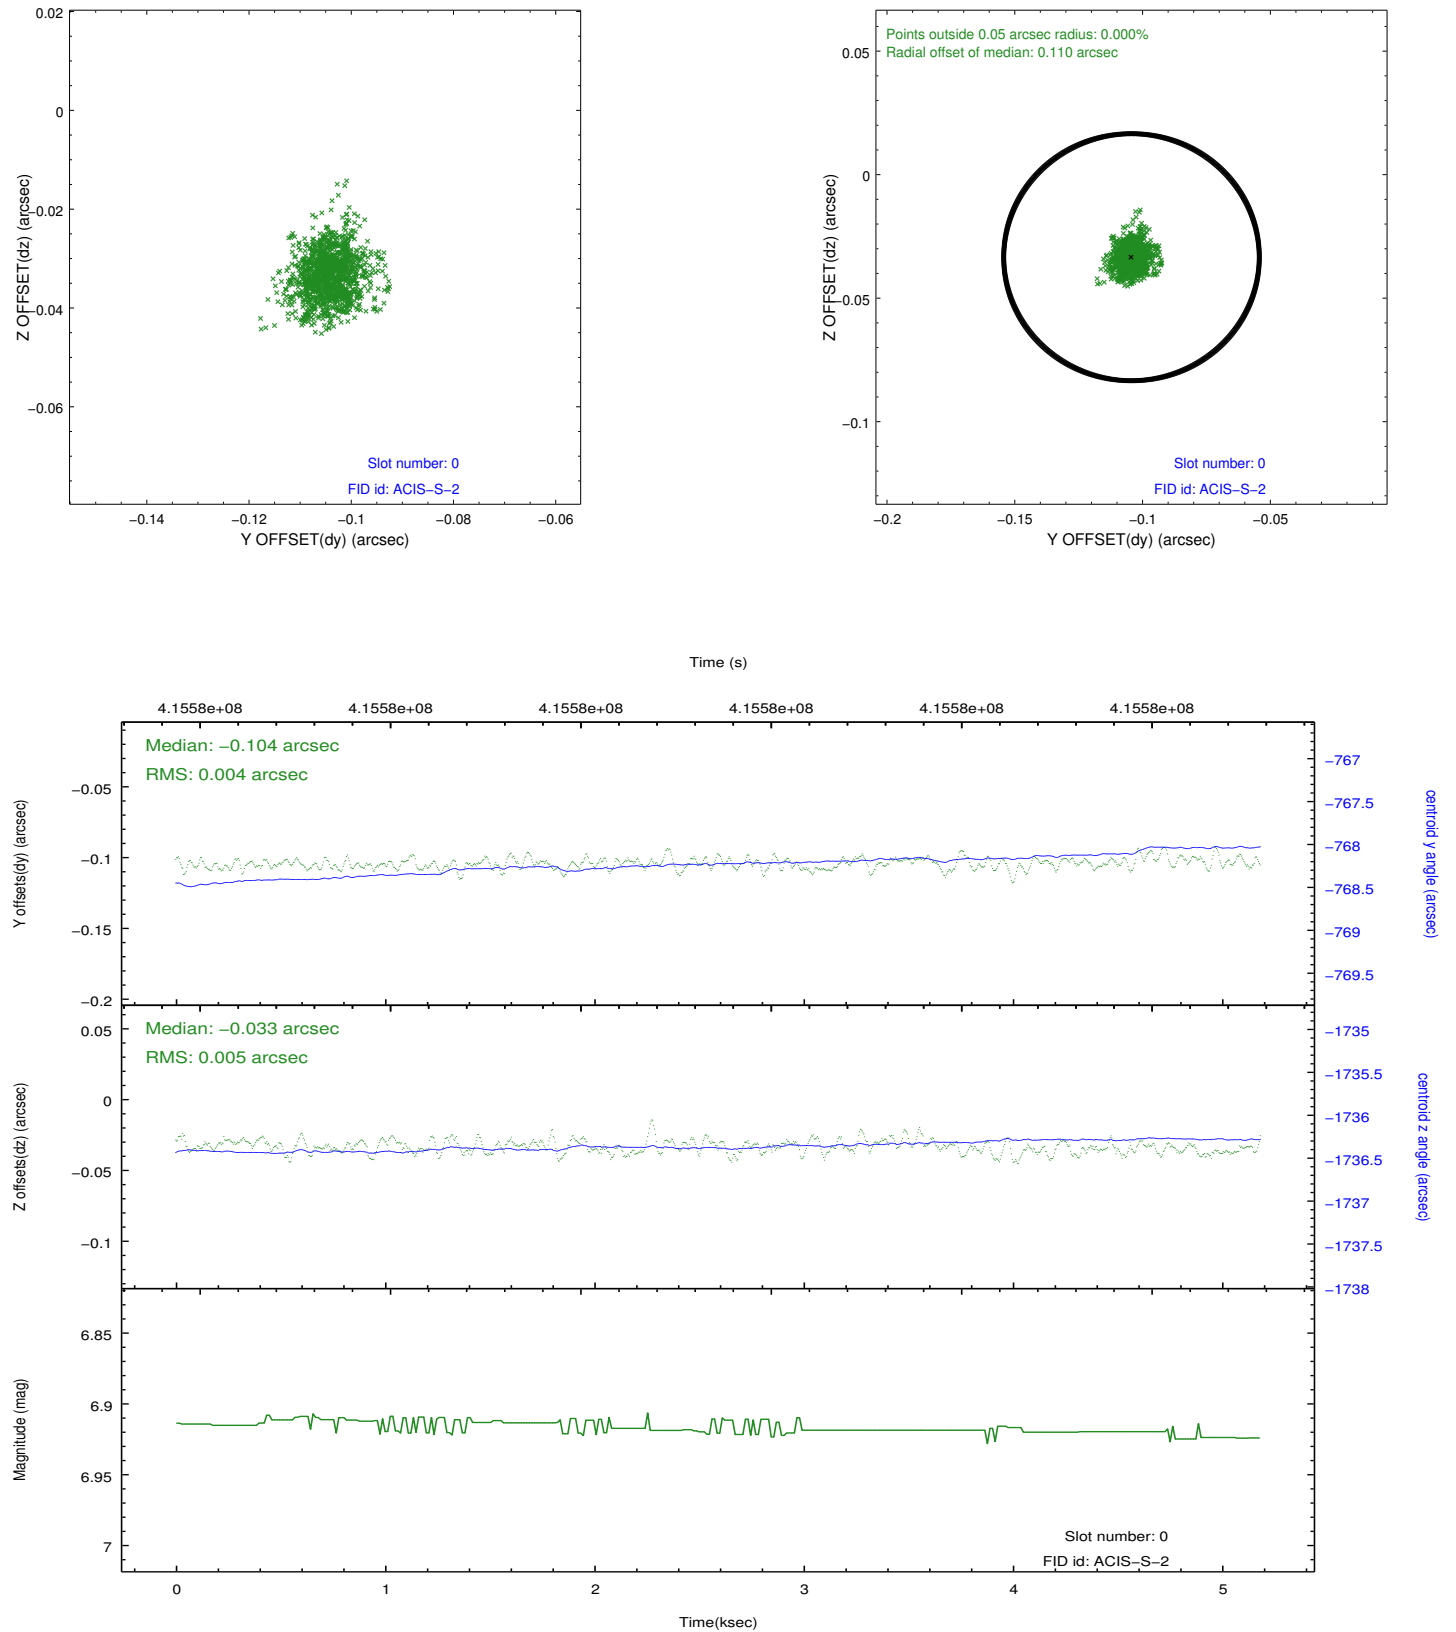 0.02
0
−0.02
−0.04
−0.06
Z OFFSET(dz) (arcsec)
−0.14
−0.12
−0.1
−0.08
−0.06
Y OFFSET(dy) (arcsec)
Slot number: 0
FID id: ACIS−S−2
Points outside 0.05 arcsec radius: 0.000%
Radial offset of median: 0.110 arcsec
0.05
0
−0.05
−0.1
Z OFFSET(dz) (arcsec)
Slot number: 0
FID id: ACIS−S−2
−0.2
−0.15
−0.1
−0.05
Y OFFSET(dy) (arcsec)
Time (s)
4.1558e+08
4.1558e+08
4.1558e+08
4.1558e+08
4.1558e+08
4.1558e+08
Median: −0.104 arcsec
RMS: 0.004 arcsec
−0.05
−0.1
−0.15
−0.2
Y offsets(dy) (arcsec)
−767
−767.5
−768
−768.5
−769
−769.5
centroid y angle (arcsec)
Median: −0.033 arcsec
RMS: 0.005 arcsec
0.05
0
−0.05
−0.1
Z offsets(dz) (arcsec)
−1735
−1735.5
−1736
−1736.5
−1737
−1737.5
−1738
centroid z angle (arcsec)
6.85
6.9
6.95
7
Magnitude (mag)
Slot number: 0
FID id: ACIS−S−2
0
1
2
3
4
5
Time(ksec)